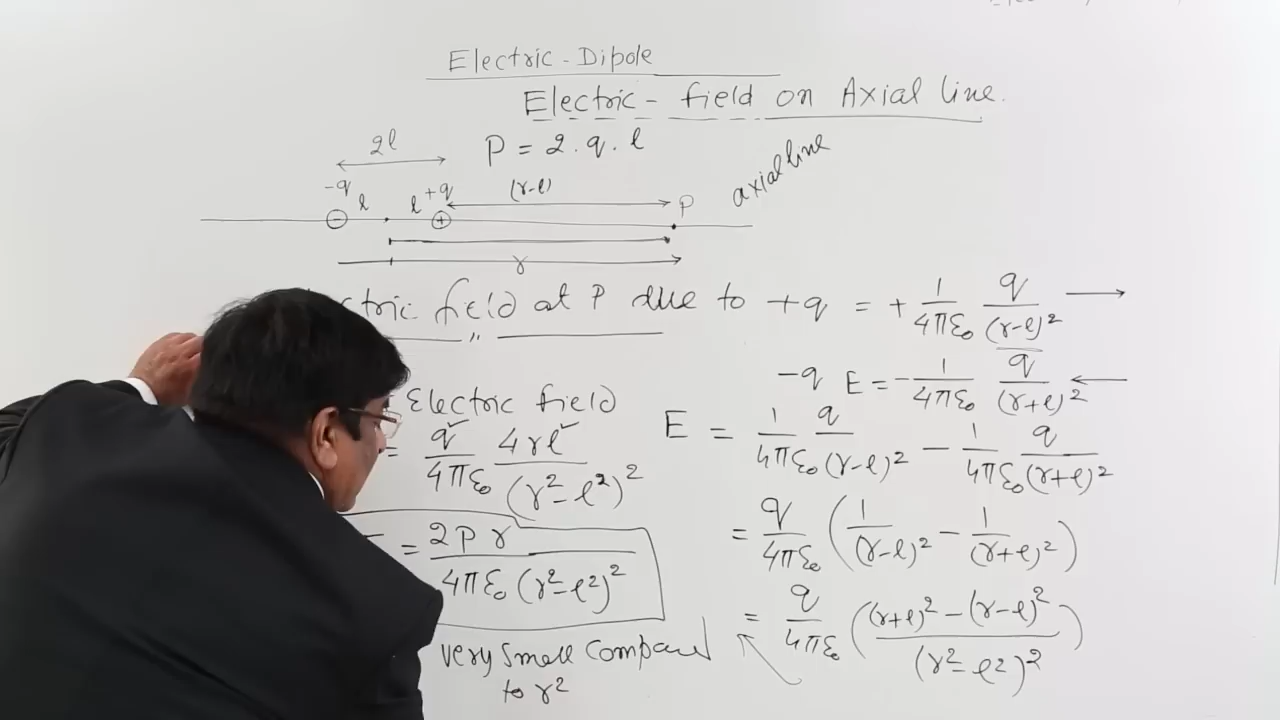 Electric - Dipole
Electric - field on Axial line.
2l
P = 2 . q . l
axial line
-q l l +q (r-l) P
− +
r
field at P due to +q = + 1/4πε₀ q/(r-l)² →
-q E = - 1/4πε₀ q/(r+l)² ←
Electric field
= q/4πε₀ 4rl/(r²-l²)²
= 2Pr/4πε₀(r²-l²)²
very small compared
to r²
E = 1/4πε₀ q/(r-l)² - 1/4πε₀ q/(r+l)²
= q/4πε₀ (1/(r-l)² - 1/(r+l)²)
= q/4πε₀ ((r+l)² - (r-l)²/(r²-l²)²)